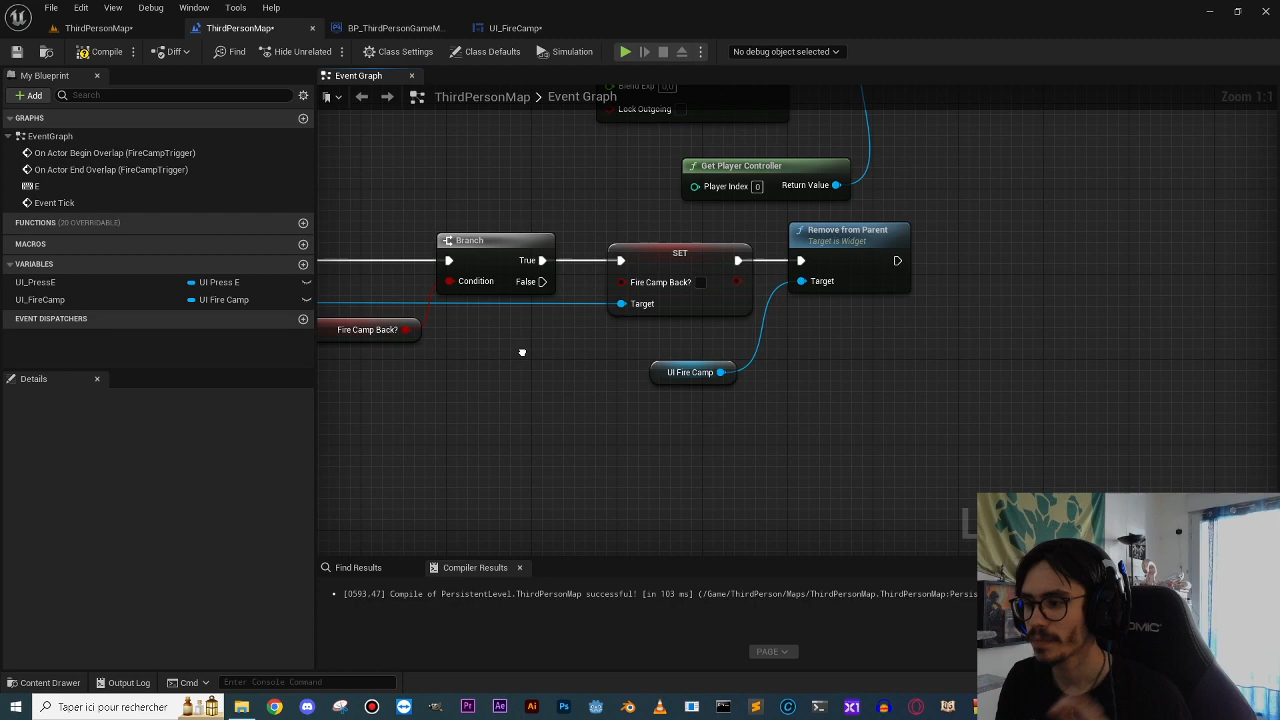 File Edit Asset View Debug Window Tools Help
ThirdPersonMap* ThirdPersonMap* BP_ThirdPersonGameM... UI_FireCamp*
Compile Diff Find Hide Unrelated Class Settings Class Defaults Simulation No debug object selected
My Blueprint Event Graph
Add Search ThirdPersonMap > Event Graph Zoom 1:1
GRAPHS
EventGraph
On Actor Begin Overlap (FireCampTrigger)
On Actor End Overlap (FireCampTrigger)
E
Event Tick
FUNCTIONS (20 OVERRIDABLE)
MACROS
VARIABLES
UI_PressE UI Press E
UI_FireCamp UI Fire Camp
EVENT DISPATCHERS
Details
Blend Exp 0,0
Lock Outgoing
Get Player Controller
Player Index 0 Return Value
Branch
True
Condition False
SET
Fire Camp Back?
Target
Remove from Parent
Target is Widget
Target
Fire Camp Back?
UI Fire Camp
Find Results Compiler Results
[0593.47] Compile of PersistentLevel.ThirdPersonMap successful! [in 103 ms] (/Game/ThirdPerson/Maps/ThirdPersonMap.ThirdPersonMap:Persis
PAGE
Content Drawer Output Log Cmd Enter Console Command
Taper ici pour rechercher